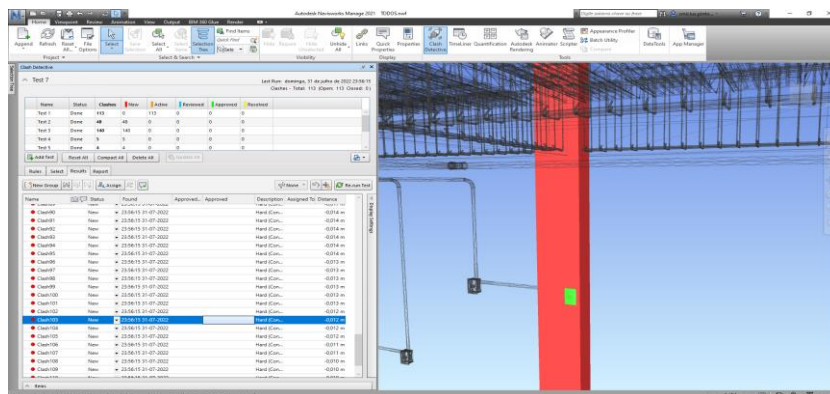 Autodesk Navisworks Manage 2021 TODOS.nwf
Home Viewpoint Review Animation View Output BIM 360 Glue Render
Append Refresh Reset All... File Options Select Save Selection Select All Select Same Selection Tree Find Items Quick Find Sets Hide Require Hide Unselected Unhide All Links Quick Properties Properties Clash Detective TimeLiner Quantification Autodesk Rendering Animator Scripter Appearance Profiler Batch Utility Compare DataTools App Manager
Project Select & Search Visibility Display Tools
Clash Detective
Test 7
Last Run: domingo, 31 de julho de 2022 23:56:15
Clashes - Total: 113 (Open: 113 Closed: 0)
Name Status Clashes New Active Reviewed Approved Resolved
Test 1 Done 113 0 113 0 0 0
Test 2 Done 48 48 0 0 0 0
Test 3 Done 140 140 0 0 0 0
Test 4 Done 5 5 0 0 0 0
Test 5 Done 4 4 0 0 0 0
Add Test Reset All Compact All Delete All Update All
Rules Select Results Report
New Group Assign None Re-run Test
Name Status Found Approved... Approved Description Assigned To Distance
Display Settings
Clash90 New 23:56:15 31-07-2022 Hard (Con... -0,014 m
Clash91 New 23:56:15 31-07-2022 Hard (Con... -0,014 m
Clash92 New 23:56:15 31-07-2022 Hard (Con... -0,014 m
Clash93 New 23:56:15 31-07-2022 Hard (Con... -0,014 m
Clash94 New 23:56:15 31-07-2022 Hard (Con... -0,014 m
Clash95 New 23:56:15 31-07-2022 Hard (Con... -0,014 m
Clash96 New 23:56:15 31-07-2022 Hard (Con... -0,013 m
Clash97 New 23:56:15 31-07-2022 Hard (Con... -0,013 m
Clash98 New 23:56:15 31-07-2022 Hard (Con... -0,013 m
Clash99 New 23:56:15 31-07-2022 Hard (Con... -0,013 m
Clash100 New 23:56:15 31-07-2022 Hard (Con... -0,013 m
Clash101 New 23:56:15 31-07-2022 Hard (Con... -0,013 m
Clash102 New 23:56:15 31-07-2022 Hard (Con... -0,012 m
Clash103 New 23:56:15 31-07-2022 Hard (Con... -0,012 m
Clash104 New 23:56:15 31-07-2022 Hard (Con... -0,012 m
Clash105 New 23:56:15 31-07-2022 Hard (Con... -0,012 m
Clash106 New 23:56:15 31-07-2022 Hard (Con... -0,011 m
Clash107 New 23:56:15 31-07-2022 Hard (Con... -0,011 m
Clash108 New 23:56:15 31-07-2022 Hard (Con... -0,010 m
Clash109 New 23:56:15 31-07-2022 Hard (Con... -0,010 m
Items